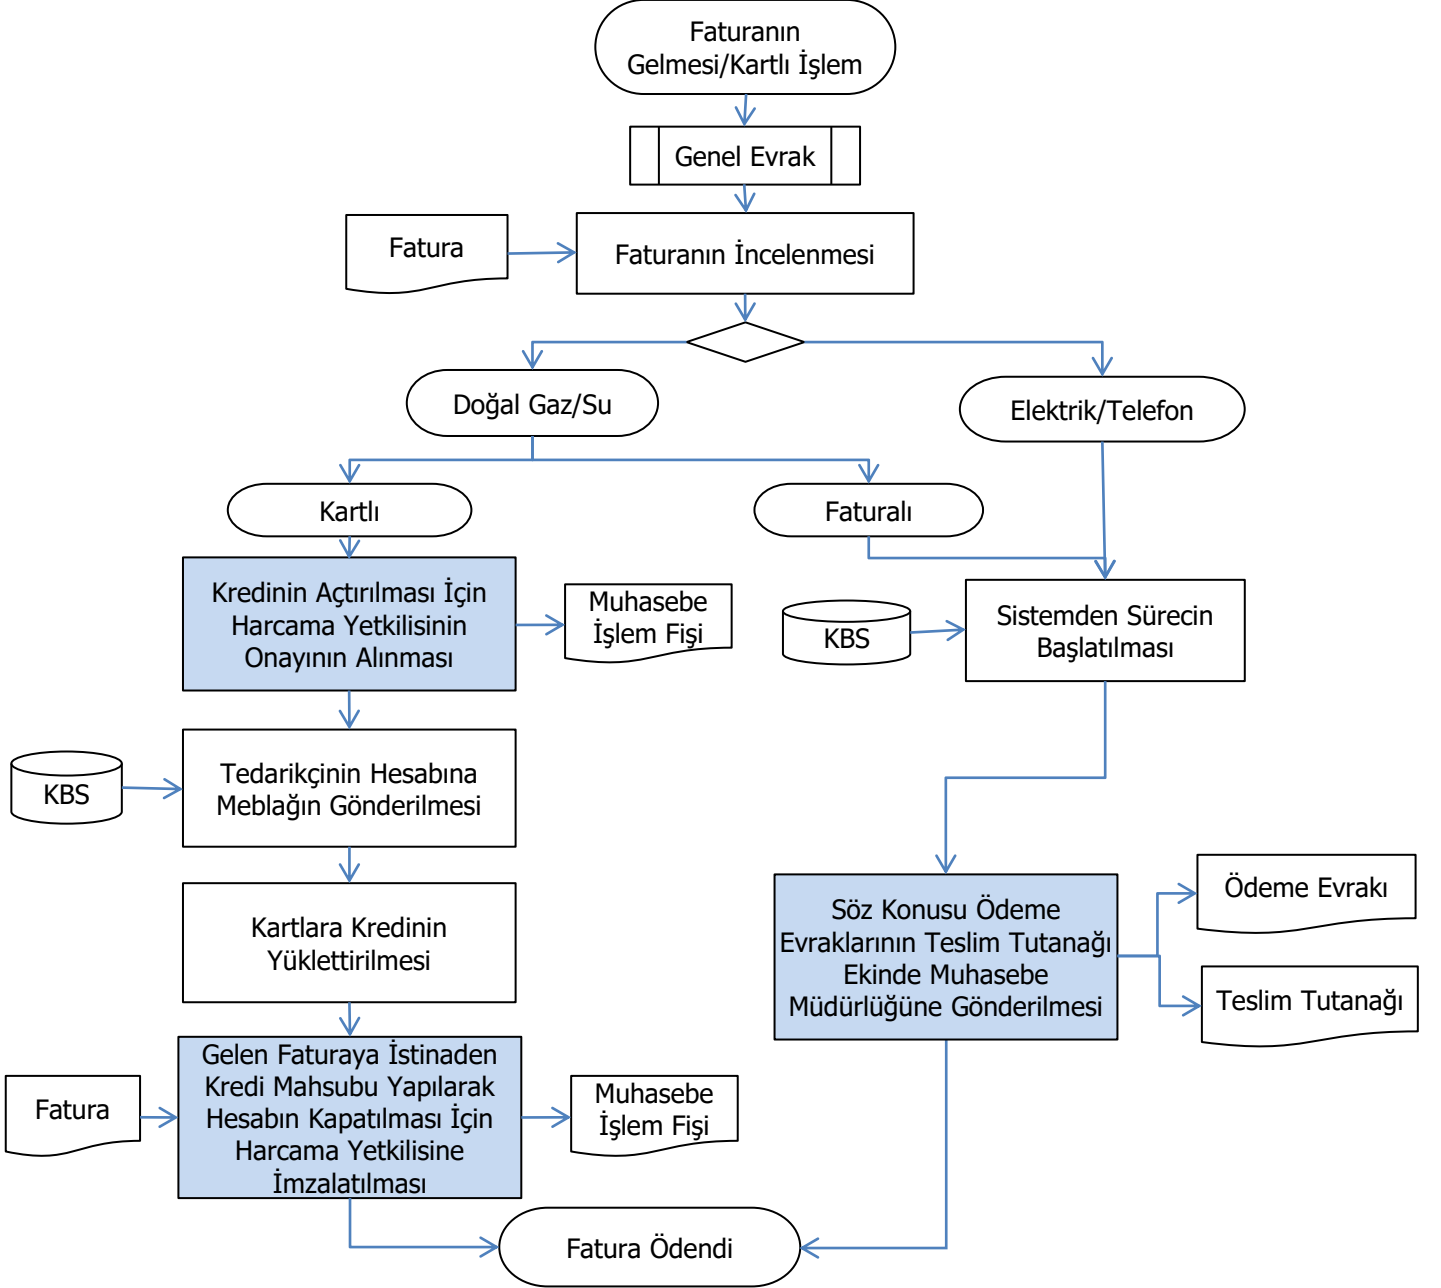 Faturanın
Gelmesi/Kartlı İşlem
Genel Evrak
Fatura
Faturanın İncelenmesi
Doğal Gaz/Su
Elektrik/Telefon
Kartlı
Faturalı
Kredinin Açtırılması İçin
Harcama Yetkilisinin
Onayının Alınması
Muhasebe
İşlem Fişi
KBS
Sistemden Sürecin
Başlatılması
KBS
Tedarikçinin Hesabına
Meblağın Gönderilmesi
Kartlara Kredinin
Yüklettirilmesi
Söz Konusu Ödeme
Evraklarının Teslim Tutanağı
Ekinde Muhasebe
Müdürlüğüne Gönderilmesi
Ödeme Evrakı
Teslim Tutanağı
Fatura
Gelen Faturaya İstinaden
Kredi Mahsubu Yapılarak
Hesabın Kapatılması İçin
Harcama Yetkilisine
İmzalatılması
Muhasebe
İşlem Fişi
Fatura Ödendi